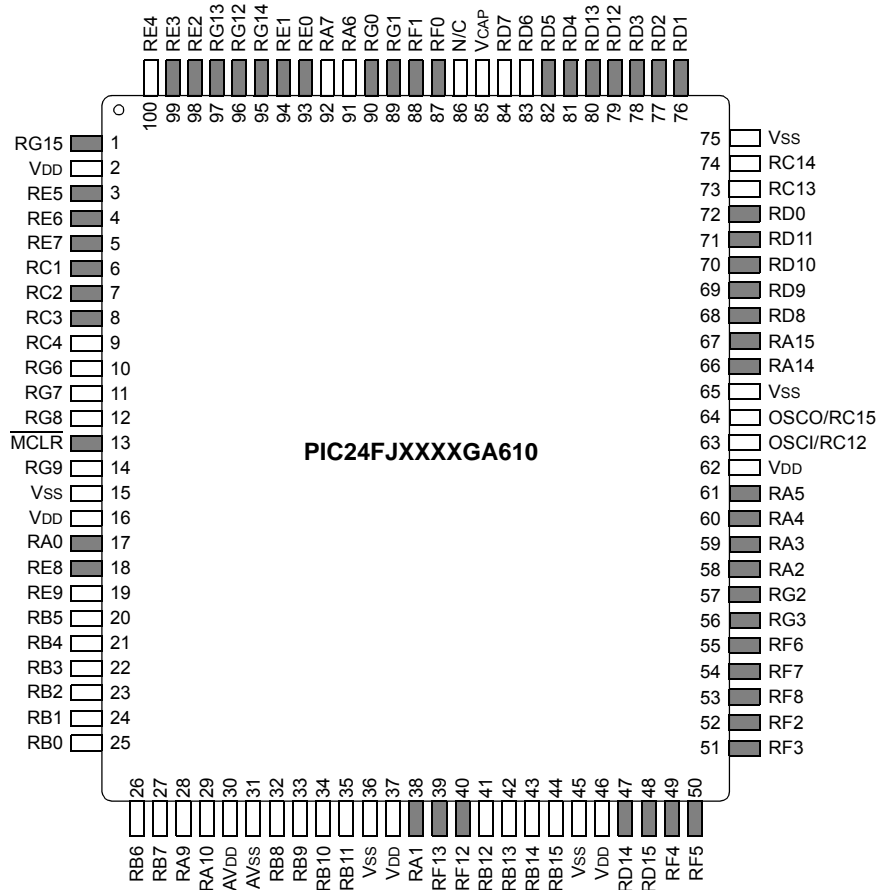 RE4 RE3 RE2 RG13 RG12 RG14 RE1 RE0 RA7 RA6 RG0 RG1 RF1 RF0 N/C VCAP RD7 RD6 RD5 RD4 RD13 RD12 RD3 RD2 RD1
100 99 98 97 96 95 94 93 92 91 90 89 88 87 86 85 84 83 82 81 80 79 78 77 76
RG15 1
VDD 2
RE5 3
RE6 4
RE7 5
RC1 6
RC2 7
RC3 8
RC4 9
RG6 10
RG7 11
RG8 12
MCLR 13
RG9 14
VSS 15
VDD 16
RA0 17
RE8 18
RE9 19
RB5 20
RB4 21
RB3 22
RB2 23
RB1 24
RB0 25
PIC24FJXXXXGA610
75 VSS
74 RC14
73 RC13
72 RD0
71 RD11
70 RD10
69 RD9
68 RD8
67 RA15
66 RA14
65 VSS
64 OSCO/RC15
63 OSCI/RC12
62 VDD
61 RA5
60 RA4
59 RA3
58 RA2
57 RG2
56 RG3
55 RF6
54 RF7
53 RF8
52 RF2
51 RF3
26 27 28 29 30 31 32 33 34 35 36 37 38 39 40 41 42 43 44 45 46 47 48 49 50
RB6 RB7 RA9 RA10 AVDD AVSS RB8 RB9 RB10 RB11 VSS VDD RA1 RF13 RF12 RB12 RB13 RB14 RB15 VSS VDD RD14 RD15 RF4 RF5